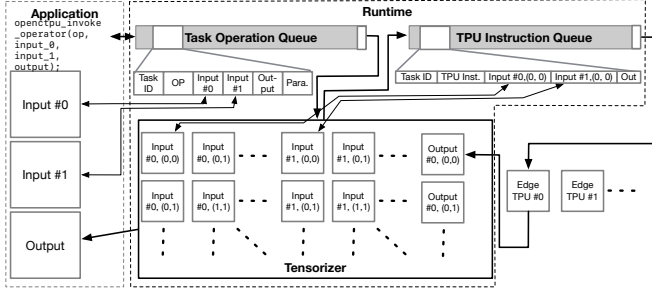 Application
Runtime
openctpu_invoke
_operator(op,
input_0,
input_1,
output);
Task Operation Queue
TPU Instruction Queue
Task ID
OP
Input #0
Input #1
Out-put
Para.
Task ID
TPU Inst.
Input #0,(0, 0)
Input #1,(0, 0)
Out
Input #0
Input #1
Output
Input #0, (0,0)
Input #0, (0,1)
Input #1, (0,0)
Input #1, (0,1)
Output #0, (0,0)
Input #0, (0,1)
Input #0, (1,1)
Input #1, (0,1)
Input #1, (1,1)
Output #0, (0,1)
Edge TPU #0
Edge TPU #1
Tensorizer